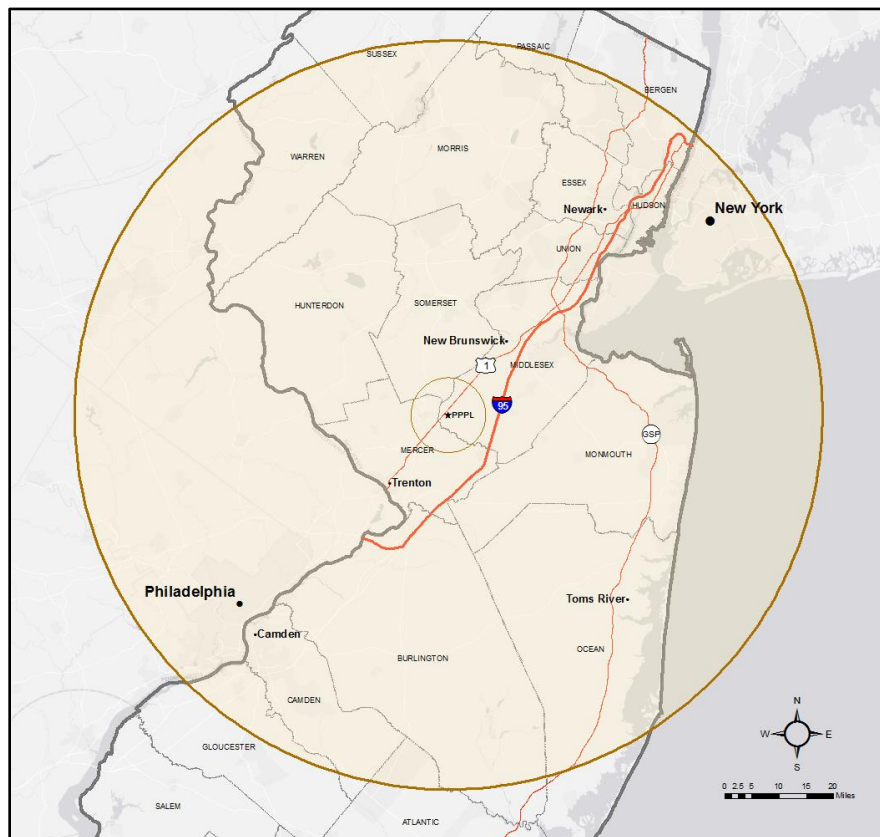 SUSSEX
PASSAIC
BERGEN
WARREN
MORRIS
ESSEX
Newark
HUDSON
New York
UNION
HUNTERDON
SOMERSET
New Brunswick
1
MIDDLESEX
95
PPPL
GSP
MERCER
MONMOUTH
Trenton
Philadelphia
Toms River
Camden
OCEAN
BURLINGTON
CAMDEN
N
W E
S
GLOUCESTER
0 2.5 5 10 15 20
Miles
SALEM
ATLANTIC